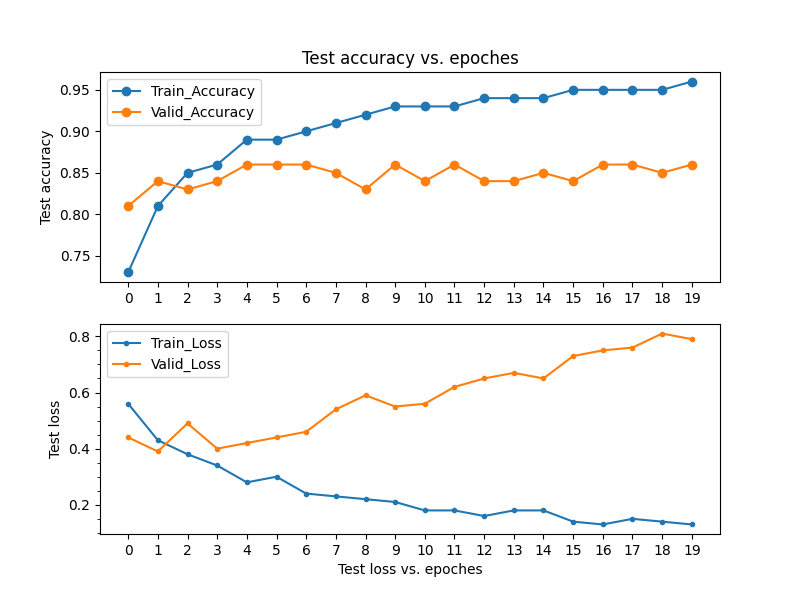 Test accuracy vs. epoches
Test accuracy
Train_Accuracy
Valid_Accuracy
0.95
0.90
0.85
0.80
0.75
0 1 2 3 4 5 6 7 8 9 10 11 12 13 14 15 16 17 18 19
Test loss
Train_Loss
Valid_Loss
0.8
0.6
0.4
0.2
0 1 2 3 4 5 6 7 8 9 10 11 12 13 14 15 16 17 18 19
Test loss vs. epoches